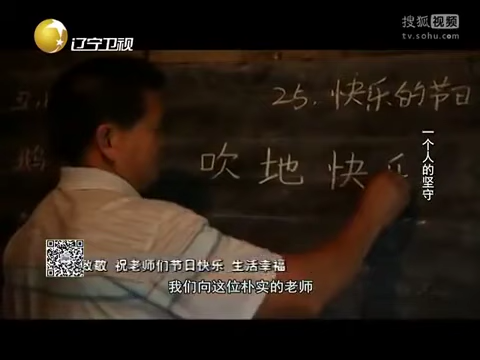 辽宁卫视
搜狐视频
tv.sohu.com
25.快乐的节日
吹地快乐
一个人的坚守
致敬 祝老师们节日快乐 生活幸福
我们向这位朴实的老师